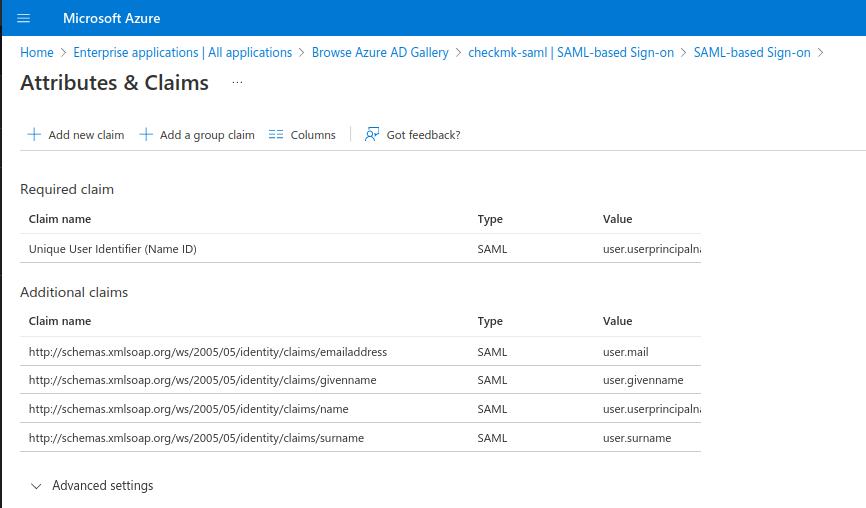 Microsoft Azure
Home > Enterprise applications | All applications > Browse Azure AD Gallery > checkmk-saml | SAML-based Sign-on > SAML-based Sign-on >
Attributes & Claims ...
Add new claim Add a group claim Columns Got feedback?
Required claim
Claim name Type Value
Unique User Identifier (Name ID) SAML user.userprincipalna
Additional claims
Claim name Type Value
http://schemas.xmlsoap.org/ws/2005/05/identity/claims/emailaddress SAML user.mail
http://schemas.xmlsoap.org/ws/2005/05/identity/claims/givenname SAML user.givenname
http://schemas.xmlsoap.org/ws/2005/05/identity/claims/name SAML user.userprincipalna
http://schemas.xmlsoap.org/ws/2005/05/identity/claims/surname SAML user.surname
Advanced settings